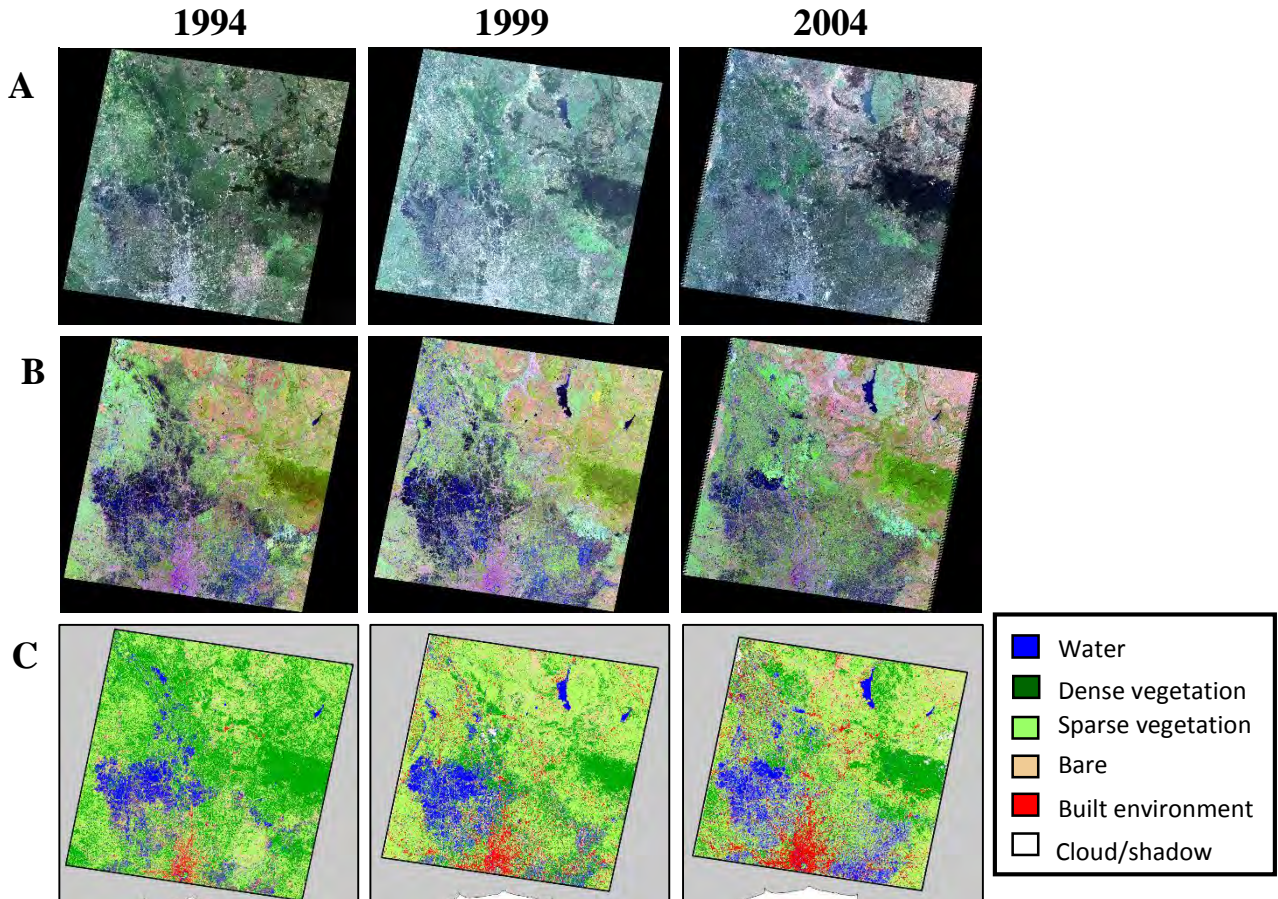 1994
1999
2004
A
B
C
Water
Dense vegetation
Sparse vegetation
Bare
Built environment
Cloud/shadow